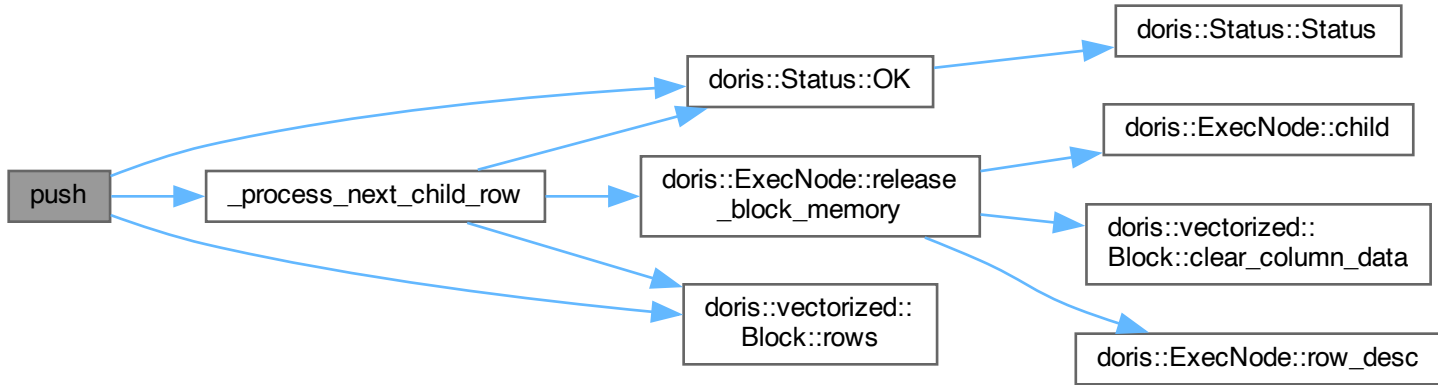 push
_process_next_child_row
doris::Status::OK
doris::Status::Status
doris::ExecNode::release
_block_memory
doris::ExecNode::child
doris::vectorized::
Block::clear_column_data
doris::ExecNode::row_desc
doris::vectorized::
Block::rows